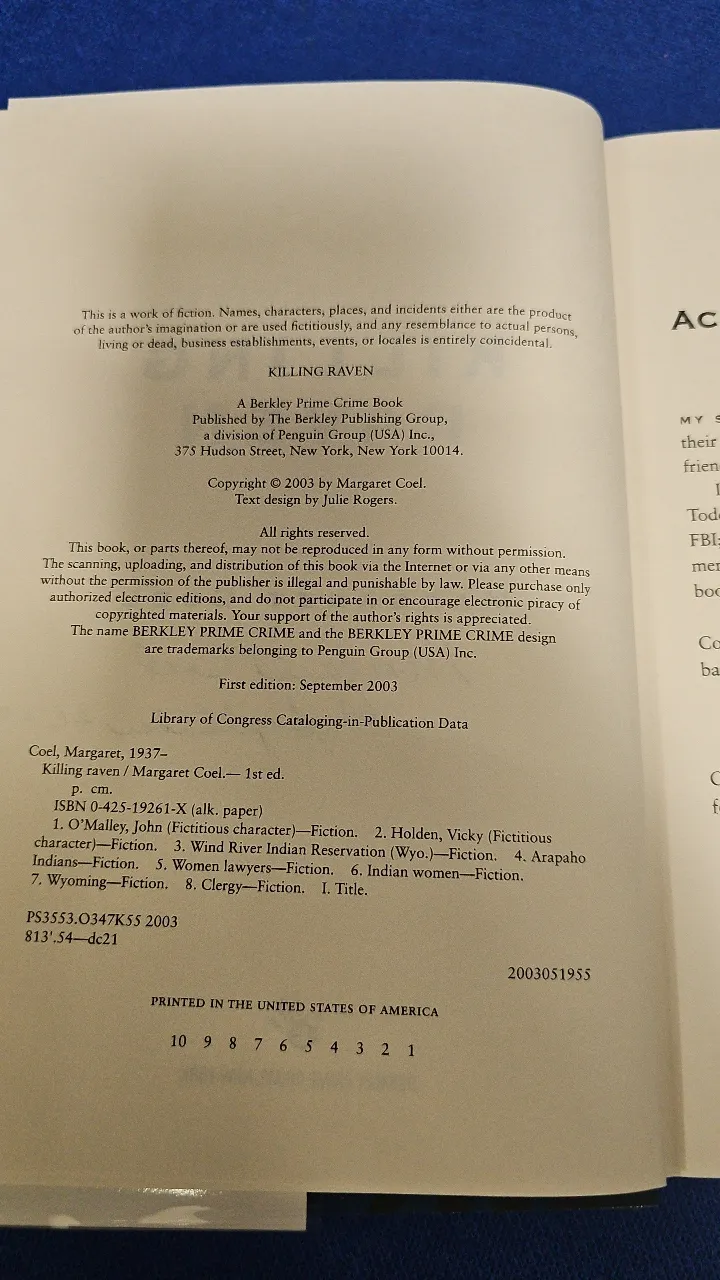 This is a work of fiction. Names, characters, places, and incidents either are the product
of the author's imagination or are used fictitiously, and any resemblance to actual persons,
living or dead, business establishments, events, or locales is entirely coincidental.
KILLING RAVEN
A Berkley Prime Crime Book
Published by The Berkley Publishing Group,
a division of Penguin Group (USA) Inc.,
375 Hudson Street, New York, New York 10014.
Copyright © 2003 by Margaret Coel.
Text design by Julie Rogers.
All rights reserved.
This book, or parts thereof, may not be reproduced in any form without permission.
The scanning, uploading, and distribution of this book via the Internet or via any other means
without the permission of the publisher is illegal and punishable by law. Please purchase only
authorized electronic editions, and do not participate in or encourage electronic piracy of
copyrighted materials. Your support of the author's rights is appreciated.
The name BERKLEY PRIME CRIME and the BERKLEY PRIME CRIME design
are trademarks belonging to Penguin Group (USA) Inc.
First edition: September 2003
Library of Congress Cataloging-in-Publication Data
Coel, Margaret, 1937–
Killing raven / Margaret Coel.— 1st ed.
p. cm.
ISBN 0-425-19261-X (alk. paper)
1. O'Malley, John (Fictitious character)—Fiction. 2. Holden, Vicky (Fictitious
character)—Fiction. 3. Wind River Indian Reservation (Wyo.)—Fiction. 4. Arapaho
Indians—Fiction. 5. Women lawyers—Fiction. 6. Indian women—Fiction.
7. Wyoming—Fiction. 8. Clergy—Fiction. I. Title.
PS3553.O347K55 2003
813'.54—dc21
2003051955
PRINTED IN THE UNITED STATES OF AMERICA
10 9 8 7 6 5 4 3 2 1
AC
MY S
their
frien
Tod
FBI:
mer
boo
Co
ba